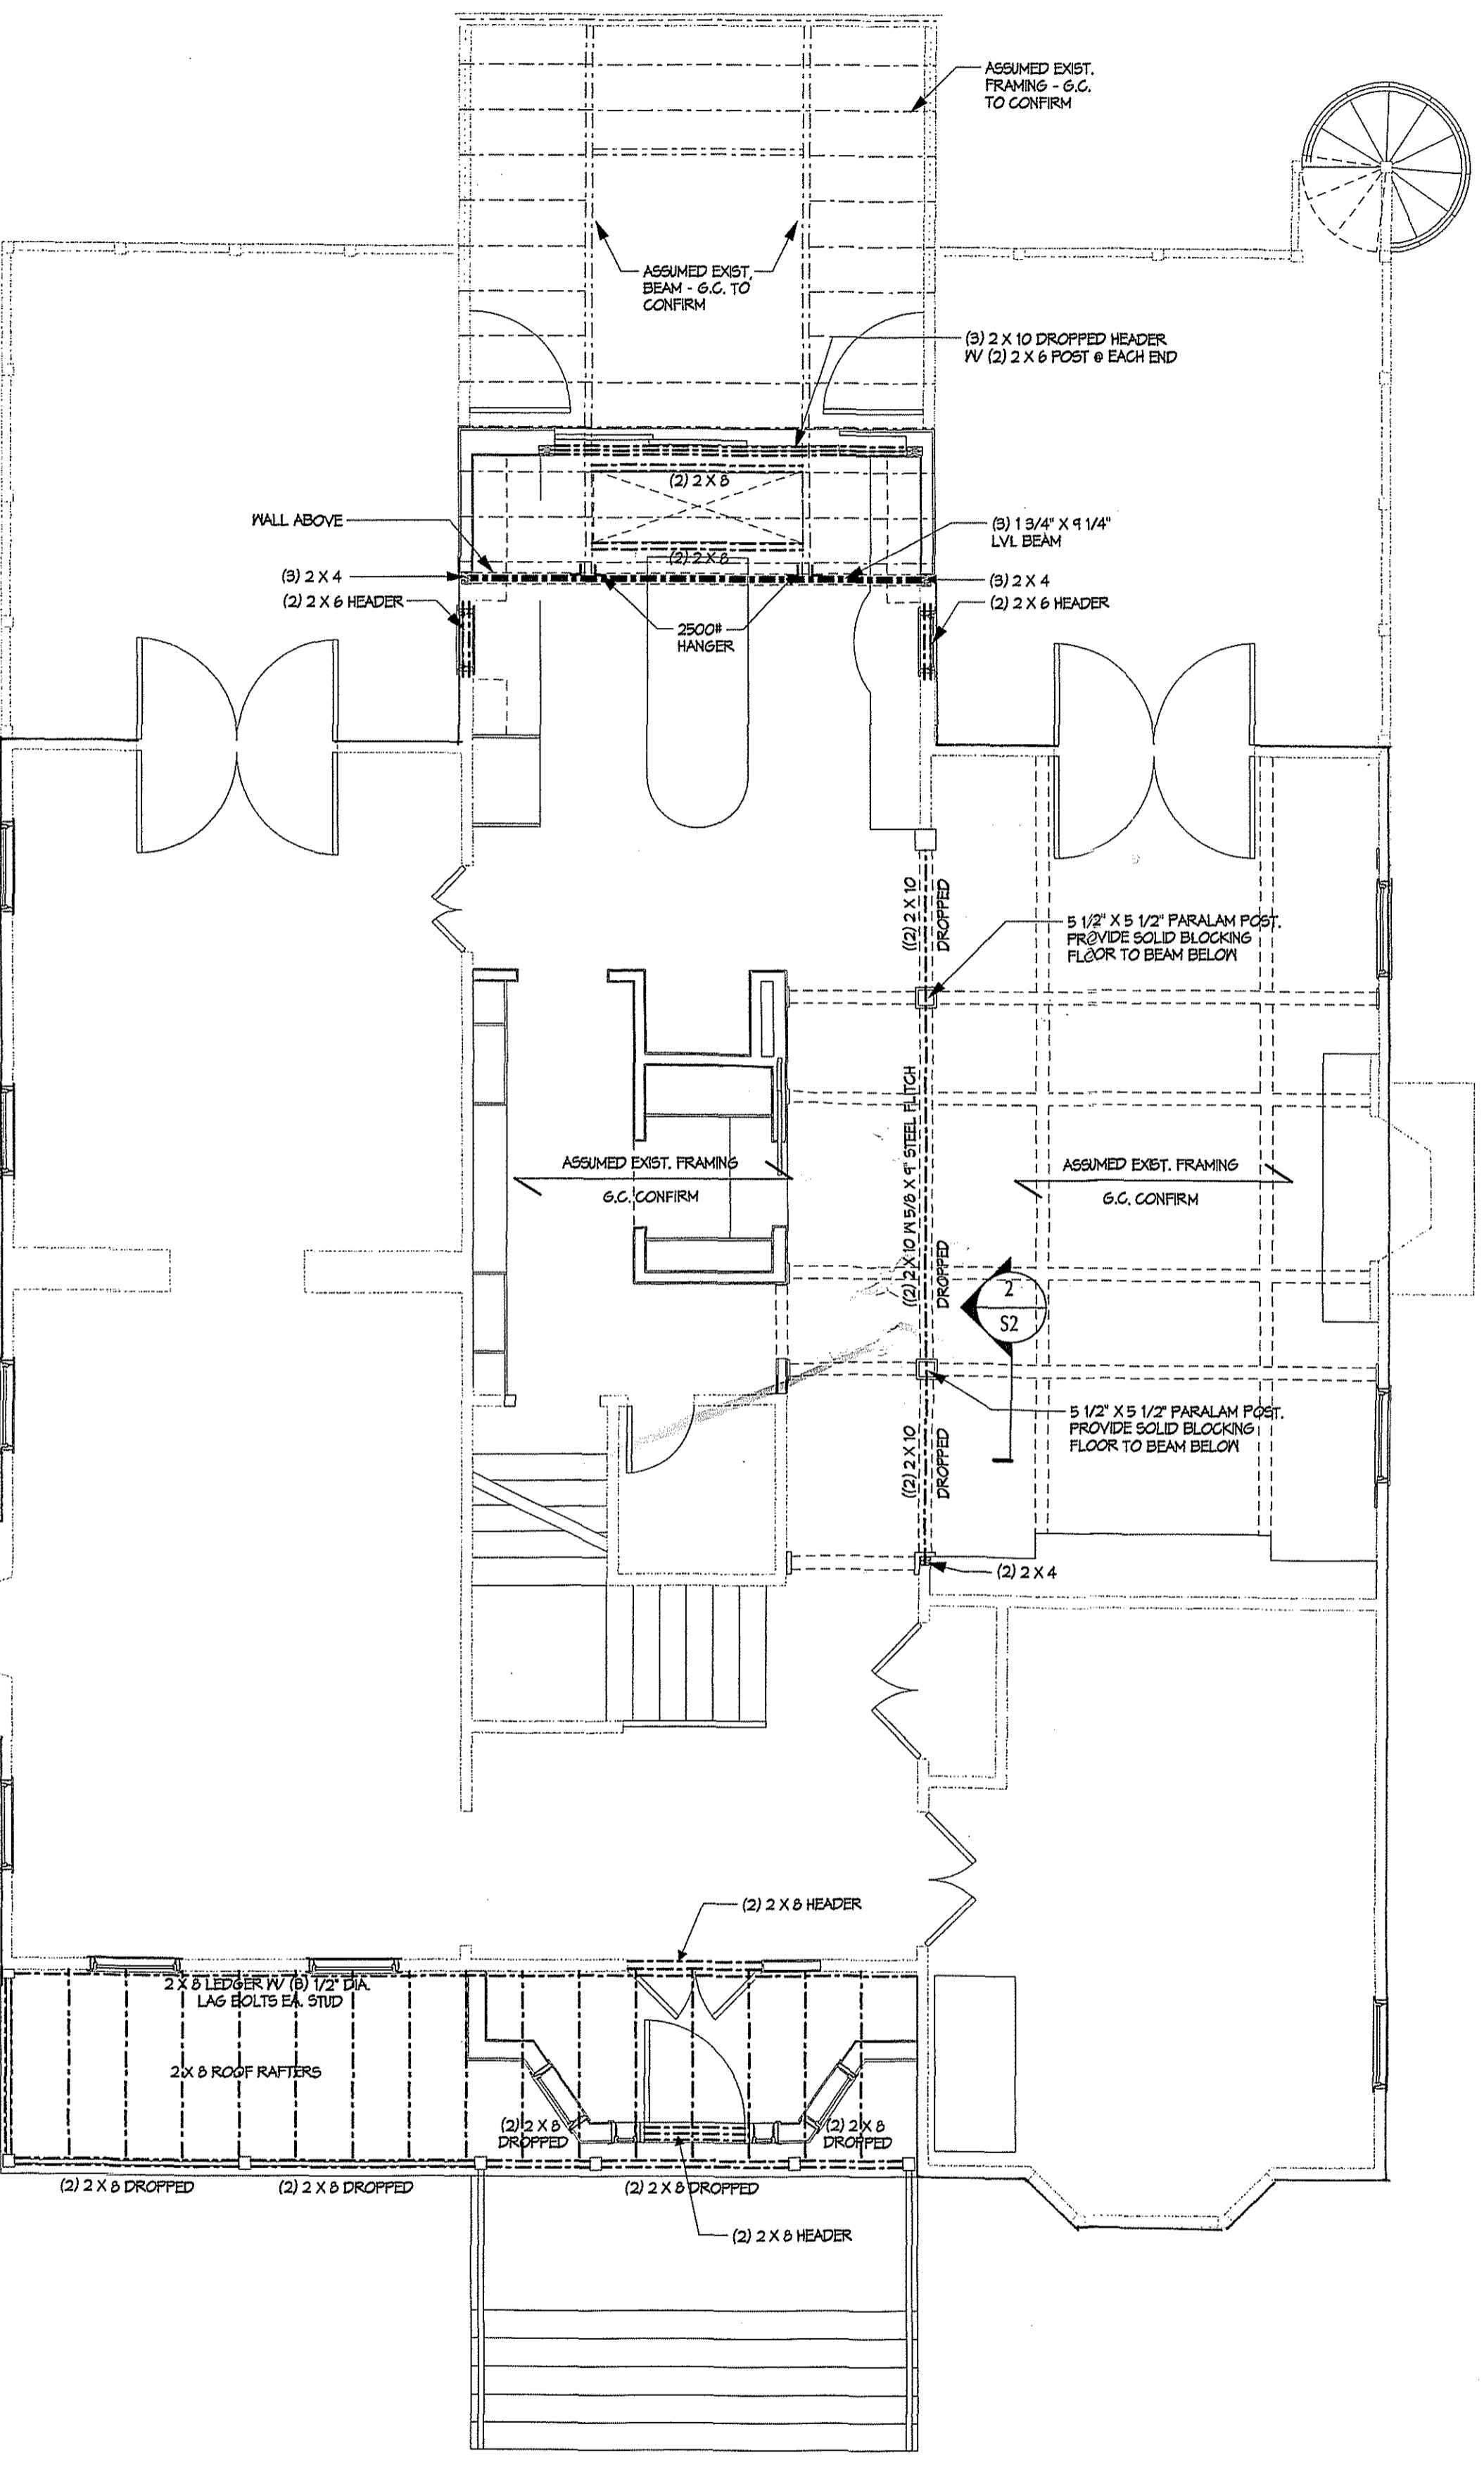 ASSUMED EXIST.
FRAMING - G.C.
TO CONFIRM
ASSUMED EXIST.
BEAM - G.C. TO
CONFIRM
(3) 2 X 10 DROPPED HEADER
W/ (2) 2 X 6 POST @ EACH END
(2) 2 X 8
WALL ABOVE
(3) 1 3/4" X 9 1/4"
LVL BEAM
(2) 2 X 8
(3) 2 X 4
(3) 2 X 4
(2) 2 X 6 HEADER
(2) 2 X 6 HEADER
2500#
HANGER
((2) 2 X 10
DROPPED
5 1/2" X 5 1/2" PARALAM POST.
PROVIDE SOLID BLOCKING
FLOOR TO BEAM BELOW
((2) 2 X 10 W 5/8 X 9" STEEL FLITCH
DROPPED
ASSUMED EXIST. FRAMING
G.C. CONFIRM
ASSUMED EXIST. FRAMING
G.C. CONFIRM
2
S2
5 1/2" X 5 1/2" PARALAM POST.
PROVIDE SOLID BLOCKING
FLOOR TO BEAM BELOW
((2) 2 X 10
DROPPED
(2) 2 X 4
(2) 2 X 8 HEADER
2 X 8 LEDGER W/ (8) 1/2" DIA.
LAG BOLTS EA. STUD
2 X 8 ROOF RAFTERS
(2) 2 X 8
DROPPED
(2) 2 X 8
DROPPED
(2) 2 X 8 DROPPED
(2) 2 X 8 DROPPED
(2) 2 X 8 DROPPED
(2) 2 X 8 HEADER